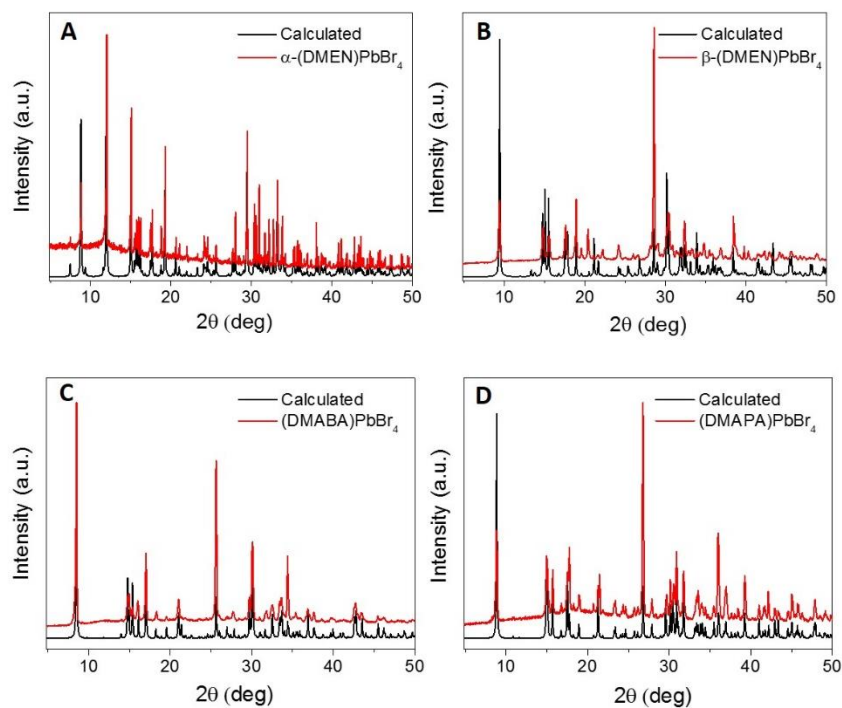 A
Calculated
α-(DMEN)PbBr₄
Intensity (a.u.)
10 20 30 40 50
2θ (deg)
B
Calculated
β-(DMEN)PbBr₄
Intensity (a.u.)
10 20 30 40 50
2θ (deg)
C
Calculated
(DMABA)PbBr₄
Intensity (a.u.)
10 20 30 40 50
2θ (deg)
D
Calculated
(DMAPA)PbBr₄
Intensity (a.u.)
10 20 30 40 50
2θ (deg)